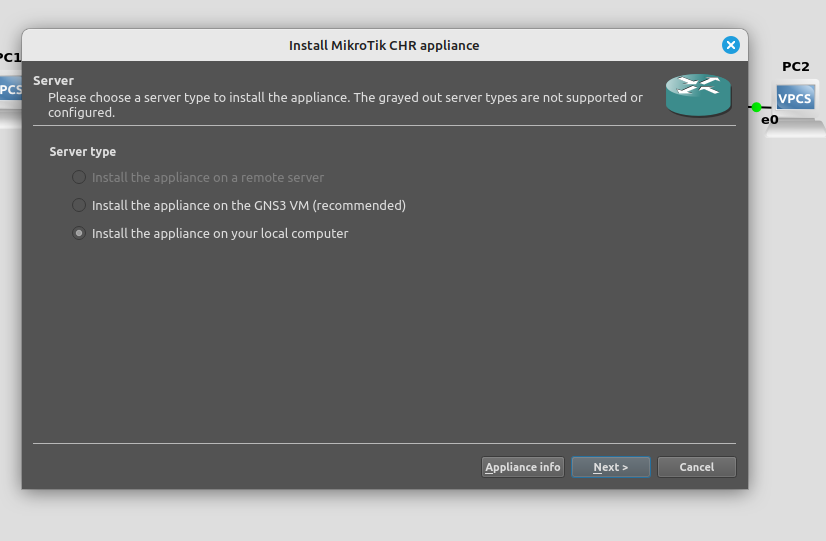 Install MikroTik CHR appliance
PC1
PC2
Server
Please choose a server type to install the appliance. The grayed out server types are not supported or
configured.
PCS
VPCS
e0
Server type
Install the appliance on a remote server
Install the appliance on the GNS3 VM (recommended)
Install the appliance on your local computer
Appliance info
Next >
Cancel